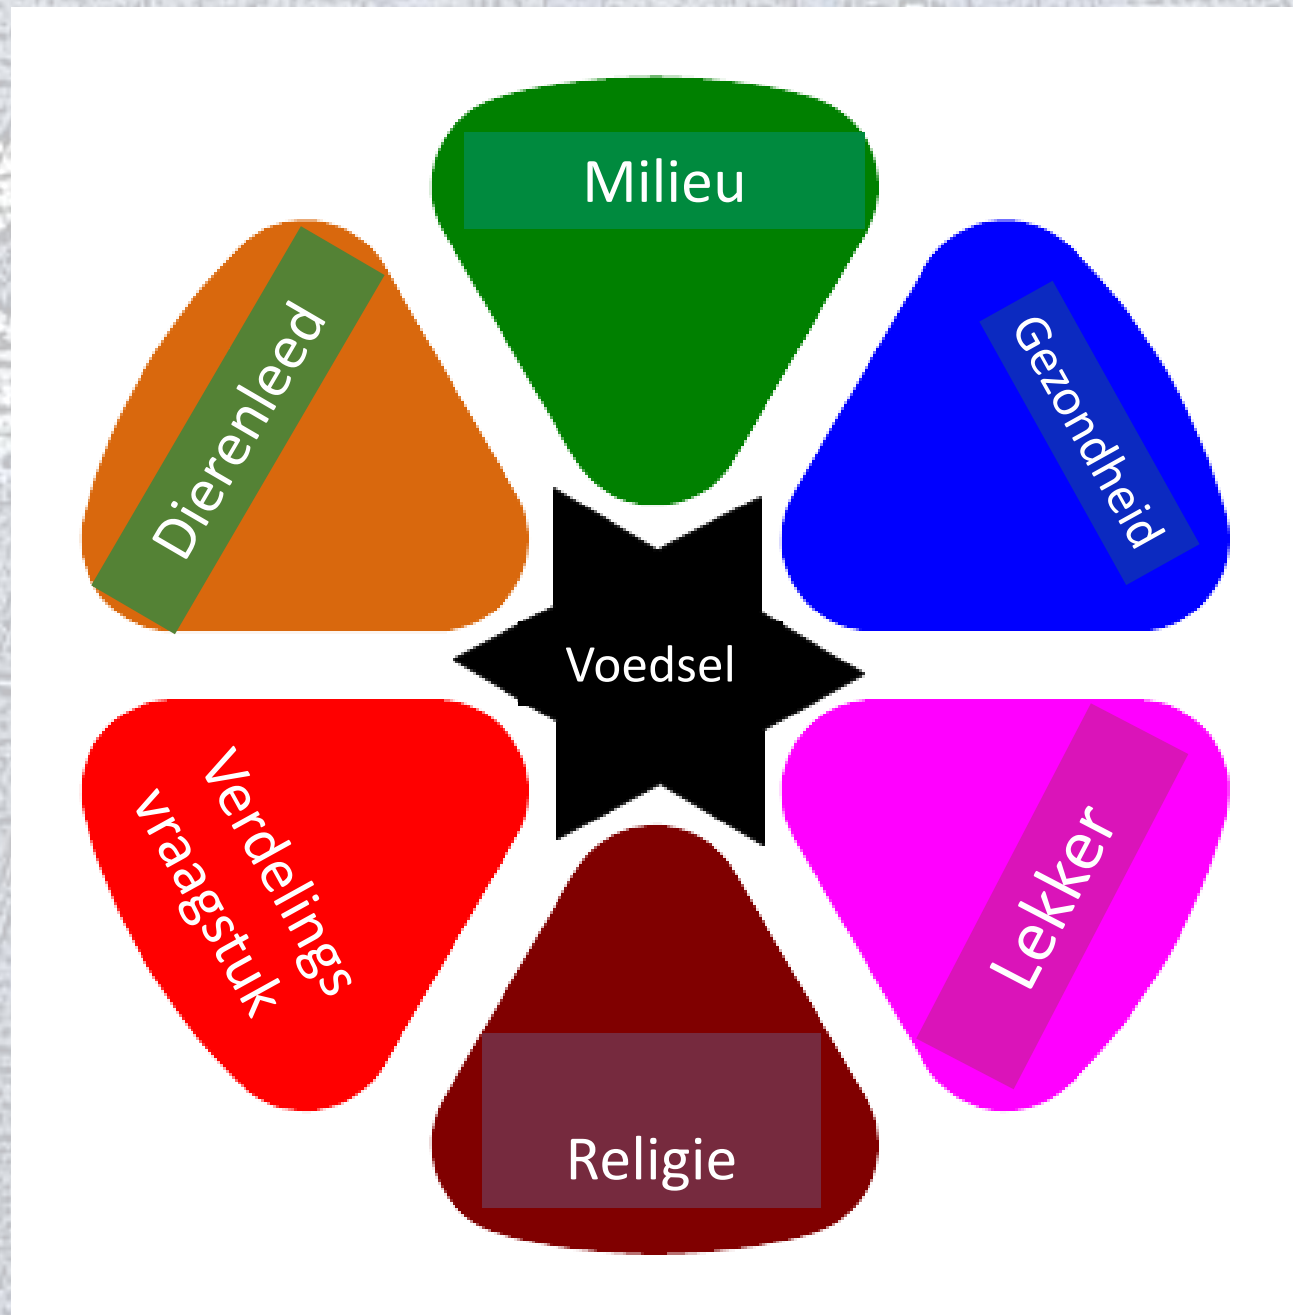 Milieu
Dierenleed
Gezondheid
Voedsel
Verdelings
vraagstuk
Lekker
Religie